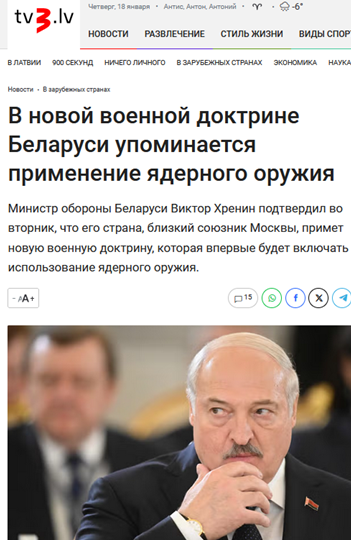 tv3.lv
Четверг, 18 января • Антис, Антон, Антоний • -6°
НОВОСТИ РАЗВЛЕЧЕНИЕ СТИЛЬ ЖИЗНИ ВИДЫ СПОР
В ЛАТВИИ 900 СЕКУНД НИЧЕГО ЛИЧНОГО В ЗАРУБЕЖНЫХ СТРАНАХ ЭКОНОМИКА НАУКА
Новости • В зарубежных странах
В новой военной доктрине
Беларуси упоминается
применение ядерного оружия
Министр обороны Беларуси Виктор Хренин подтвердил во
вторник, что его страна, близкий союзник Москвы, примет
новую военную доктрину, которая впервые будет включать
использование ядерного оружия.
- AA+ 15